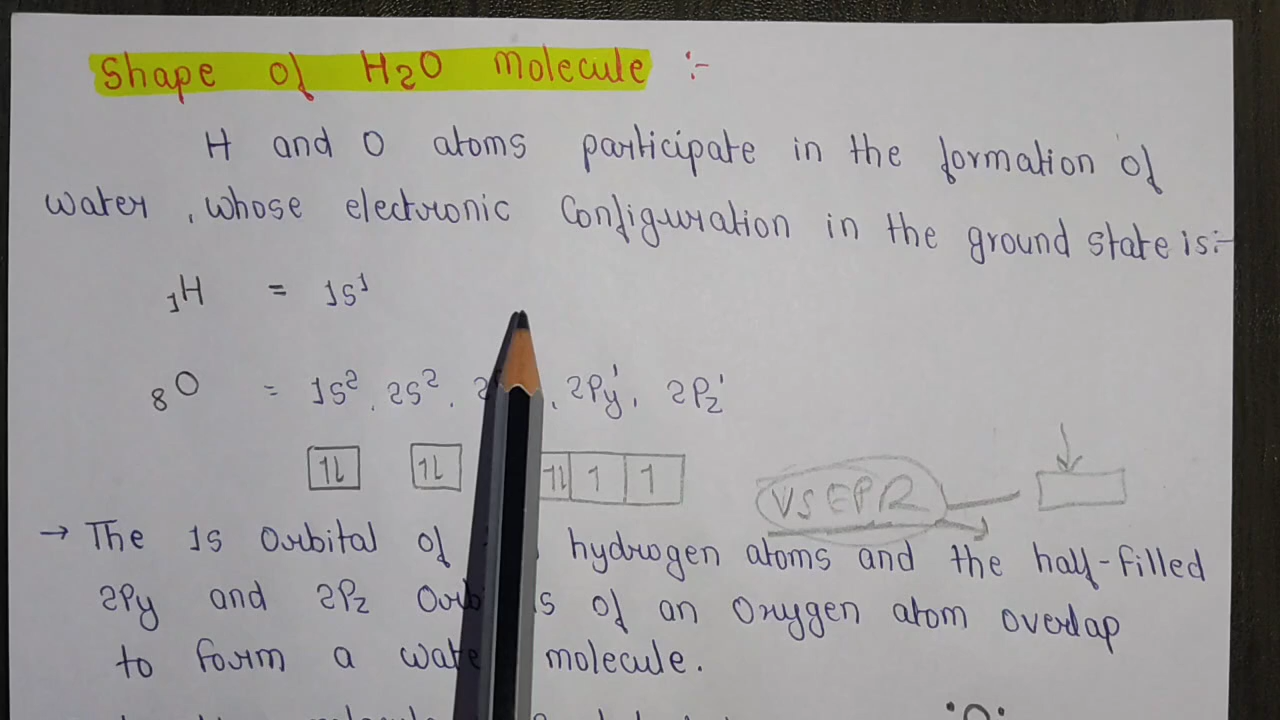 Shape of H2O Molecule :-
H and O atoms participate in the formation of
water, whose electronic configuration in the ground state is:-
₁H = 1s¹
₈O = 1s², 2s², , 2Py¹, 2Pz¹
1l 1l 1l 1 1
VSEPR
→ The 1s orbital of hydrogen atoms and the half-filled
2Py and 2Pz of an oxygen atom overlap
to form a molecule.